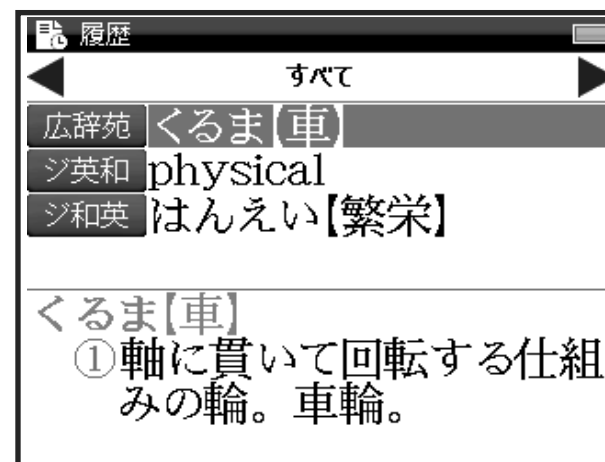 履歴
すべて
広辞苑 くるま【車】
ジ英和 physical
ジ和英 はんえい【繁栄】
くるま【車】
①軸に貫いて回転する仕組
みの輪。車輪。